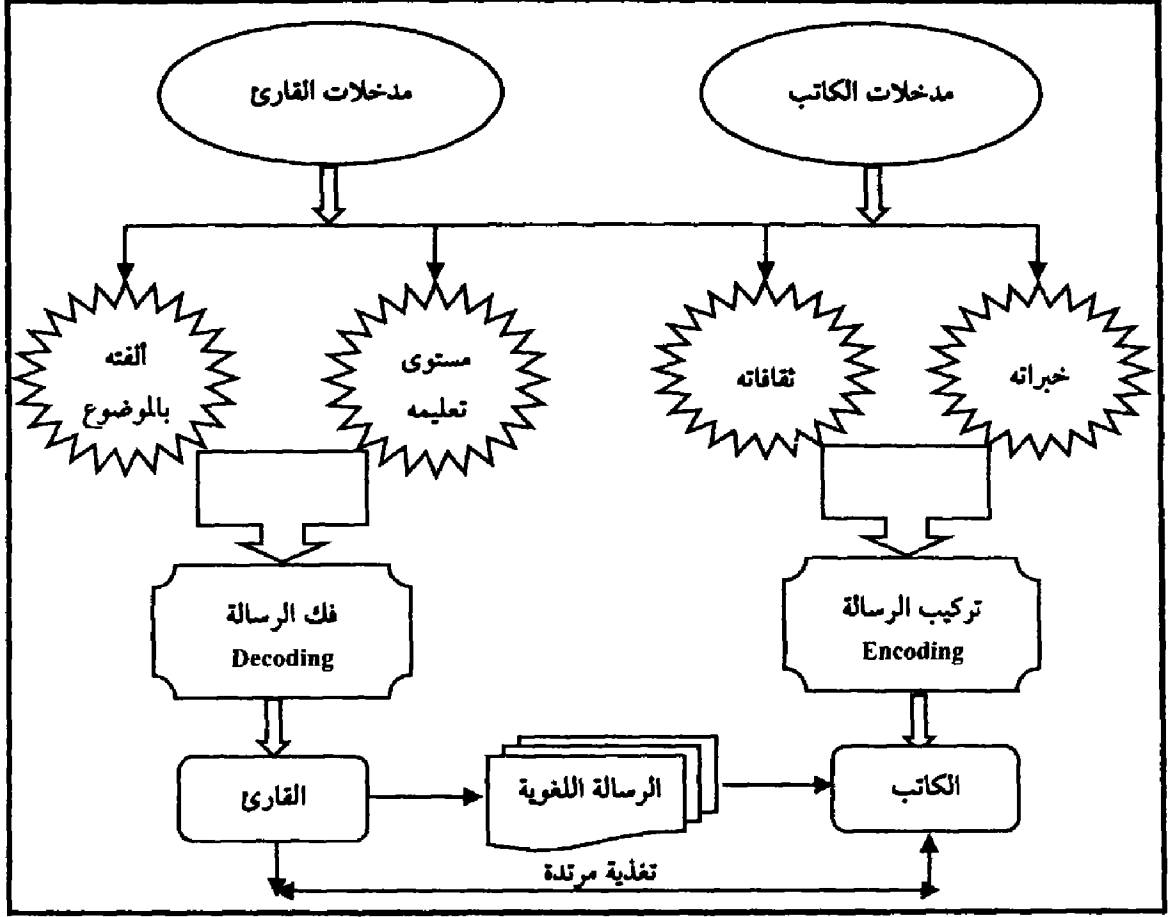 مدخلات الكاتب
مدخلات القارئ
خبراته
ثقافاته
مستوى
تعليمه
ألفته
بالموضوع
تركيب الرسالة
Encoding
فك الرسالة
Decoding
الكاتب
الرسالة اللغوية
القارئ
تغذية مرتدة